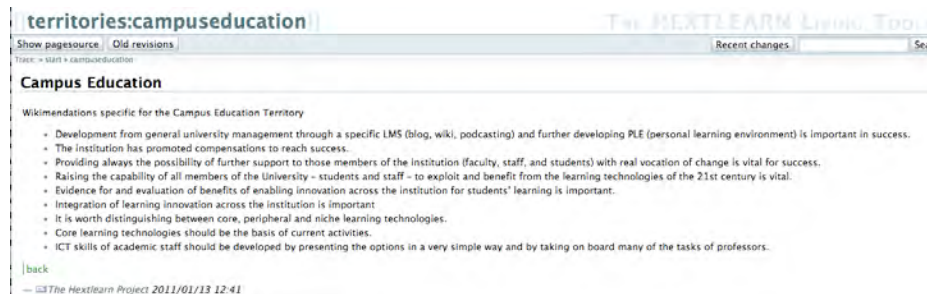 [[territories:campuseducation]]
The HEXTLEARN Living Tool
Show pagesource Old revisions Recent changes Sea
Trace: » start » campuseducation
Campus Education
Wikimendations specific for the Campus Education Territory
• Development from general university management through a specific LMS (blog, wiki, podcasting) and further developing PLE (personal learning environment) is important in success.
• The institution has promoted compensations to reach success.
• Providing always the possibility of further support to those members of the institution (faculty, staff, and students) with real vocation of change is vital for success.
• Raising the capability of all members of the University - students and staff - to exploit and benefit from the learning technologies of the 21st century is vital.
• Evidence for and evaluation of benefits of enabling innovation across the institution for students' learning is important.
• Integration of learning innovation across the institution is important
• It is worth distinguishing between core, peripheral and niche learning technologies.
• Core learning technologies should be the basis of current activities.
• ICT skills of academic staff should be developed by presenting the options in a very simple way and by taking on board many of the tasks of professors.
back
— The Hextlearn Project 2011/01/13 12:41